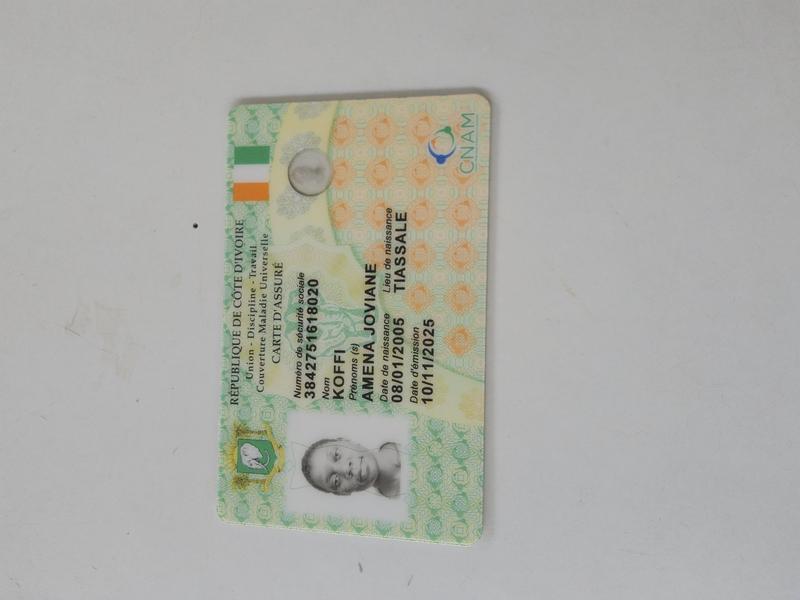 RÉPUBLIQUE DE CÔTE D'IVOIRE
Union - Discipline - Travail
Couverture Maladie Universelle
CARTE D'ASSURÉ
Numéro de sécurité sociale
3842751618020
Nom
KOFFI
Prénoms (s)
AMENA JOVIANE
Date de naissance Lieu de naissance
08/01/2005 TIASSALE
Date d'émission
10/11/2025
CNAM